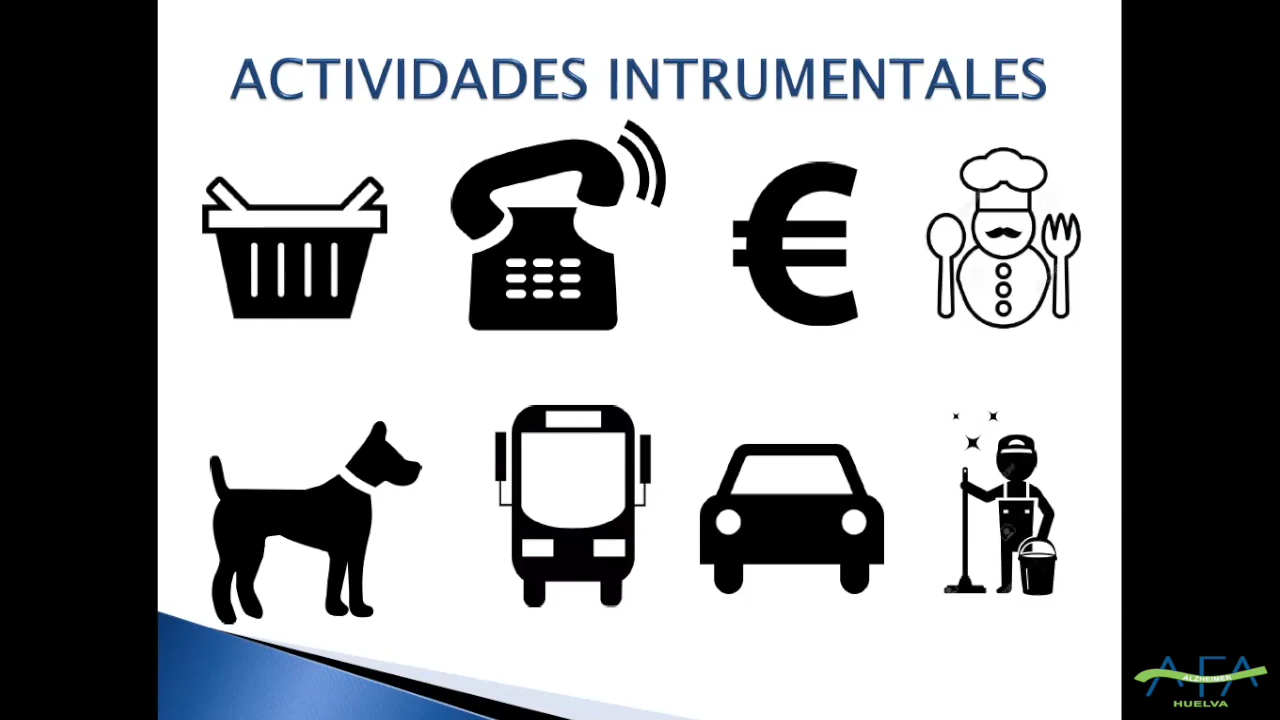 ACTIVIDADES INTRUMENTALES
€
AFA
ALZHEIMER
HUELVA